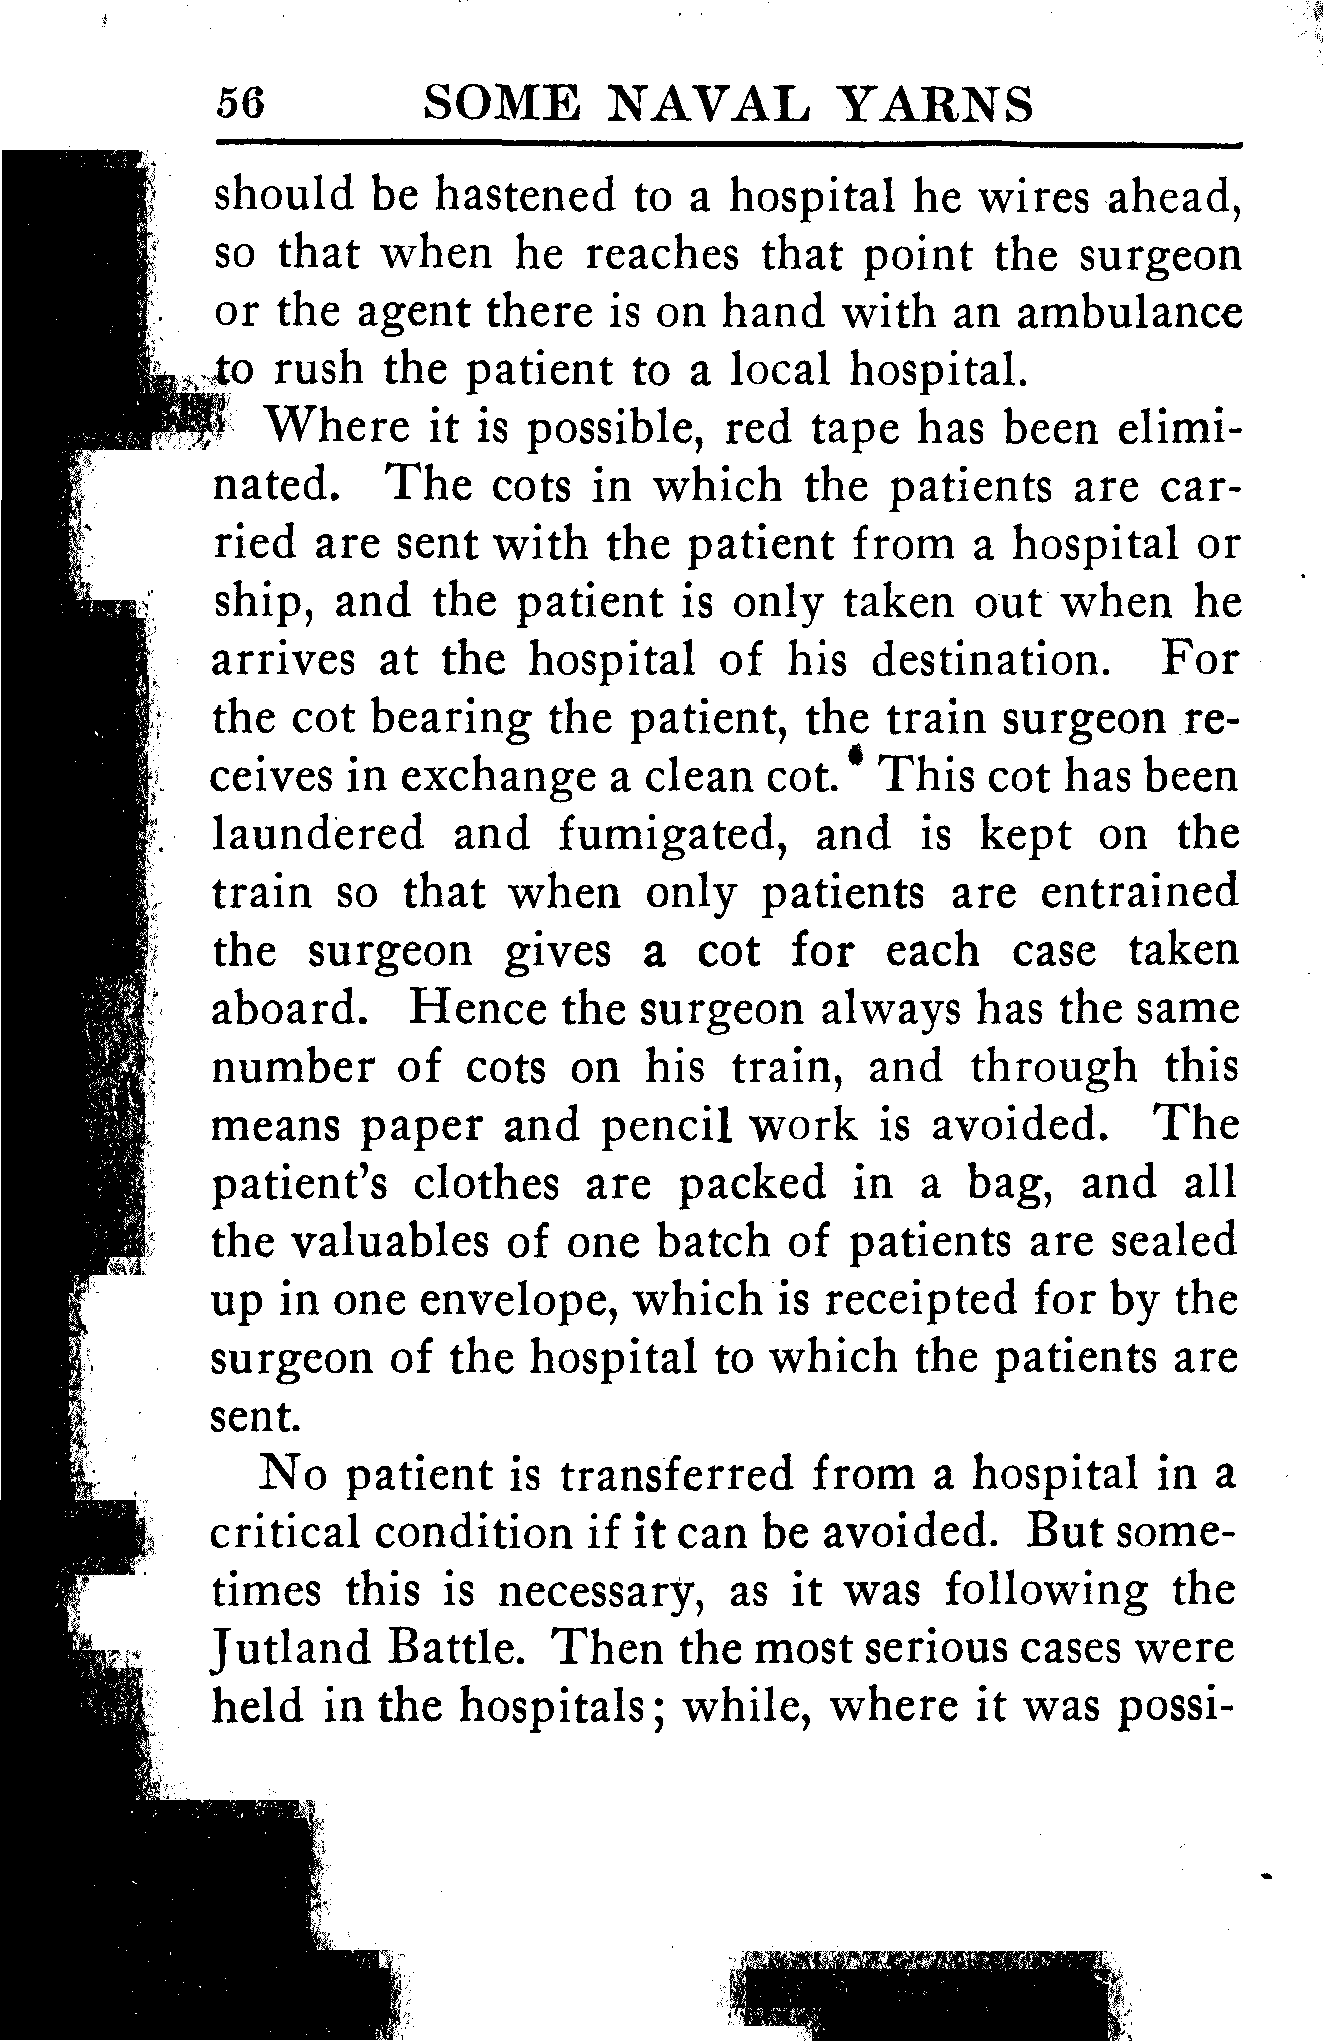 56 SOME NAVAL YARNS
should be hastened to a hospital he wires ahead,
so that when he reaches that point the surgeon
or the agent there is on hand with an ambulance
to rush the patient to a local hospital.
Where it is possible, red tape has been elimi-
nated. The cots in which the patients are car-
ried are sent with the patient from a hospital or
ship, and the patient is only taken out when he
arrives at the hospital of his destination. For
the cot bearing the patient, the train surgeon re-
ceives in exchange a clean cot. This cot has been
laundered and fumigated, and is kept on the
train so that when only patients are entrained
the surgeon gives a cot for each case taken
aboard. Hence the surgeon always has the same
number of cots on his train, and through this
means paper and pencil work is avoided. The
patient's clothes are packed in a bag, and all
the valuables of one batch of patients are sealed
up in one envelope, which is receipted for by the
surgeon of the hospital to which the patients are
sent.
No patient is transferred from a hospital in a
critical condition if it can be avoided. But some-
times this is necessary, as it was following the
Jutland Battle. Then the most serious cases were
held in the hospitals; while, where it was possi-